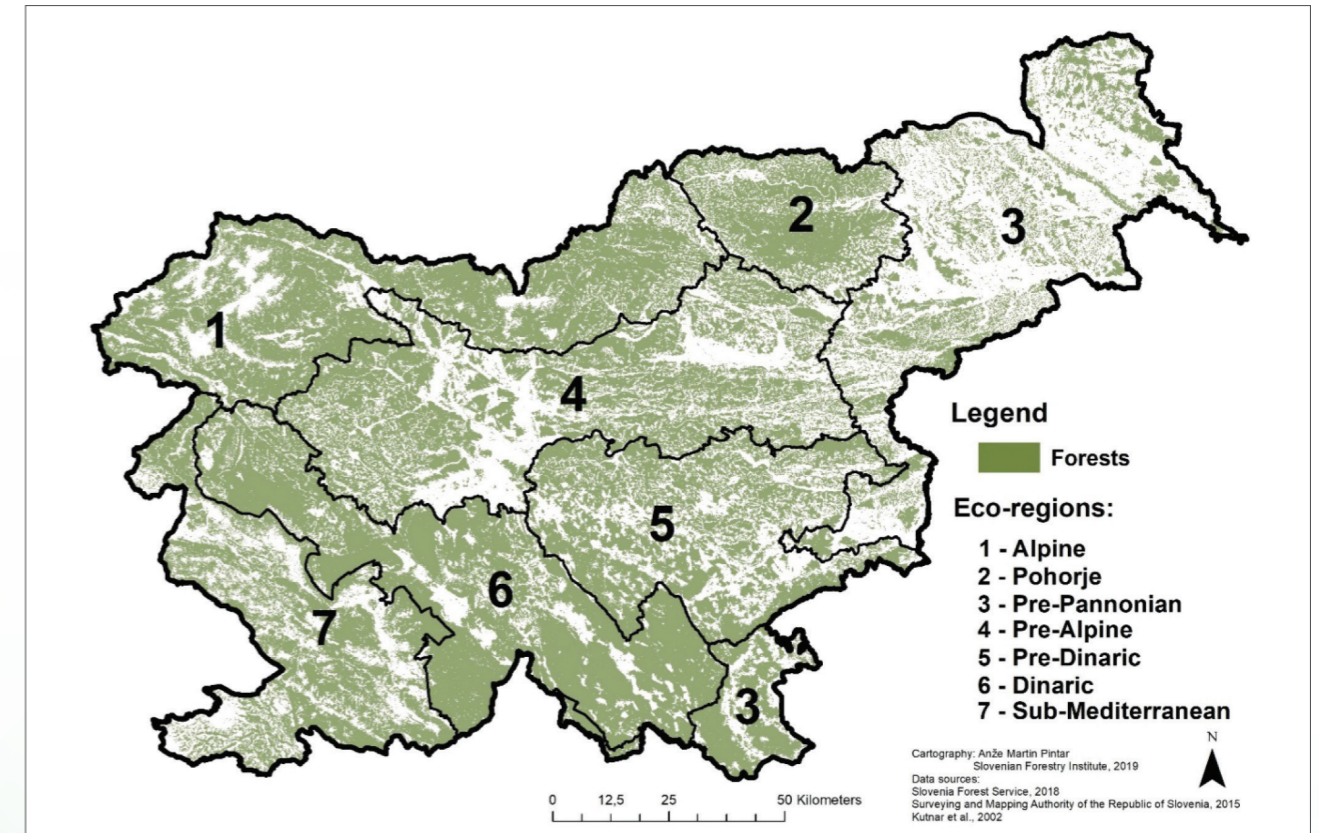 1
2
3
4
5
6
7
3
Legend
Forests
Eco-regions:
1 - Alpine
2 - Pohorje
3 - Pre-Pannonian
4 - Pre-Alpine
5 - Pre-Dinaric
6 - Dinaric
7 - Sub-Mediterranean
N
Cartography: Anže Martin Pintar
Slovenian Forestry Institute, 2019
Data sources:
Slovenia Forest Service, 2018
Surveying and Mapping Authority of the Republic of Slovenia, 2015
Kutnar et al., 2002
0 12,5 25 50 Kilometers